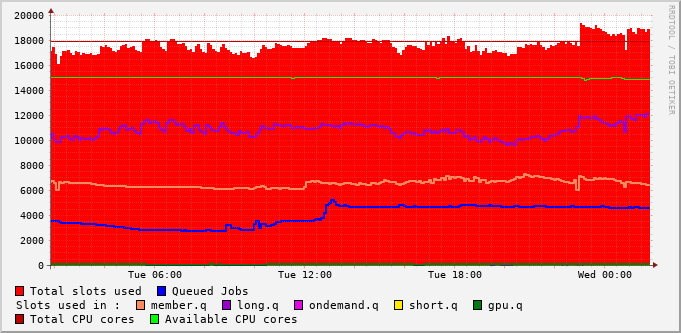 20000
18000
16000
14000
12000
10000
8000
6000
4000
2000
0
Tue 06:00 Tue 12:00 Tue 18:00 Wed 00:00
RRDTOOL / TOBI OETIKER
Total slots used Queued Jobs
Slots used in : member.q long.q ondemand.q short.q gpu.q
Total CPU cores Available CPU cores